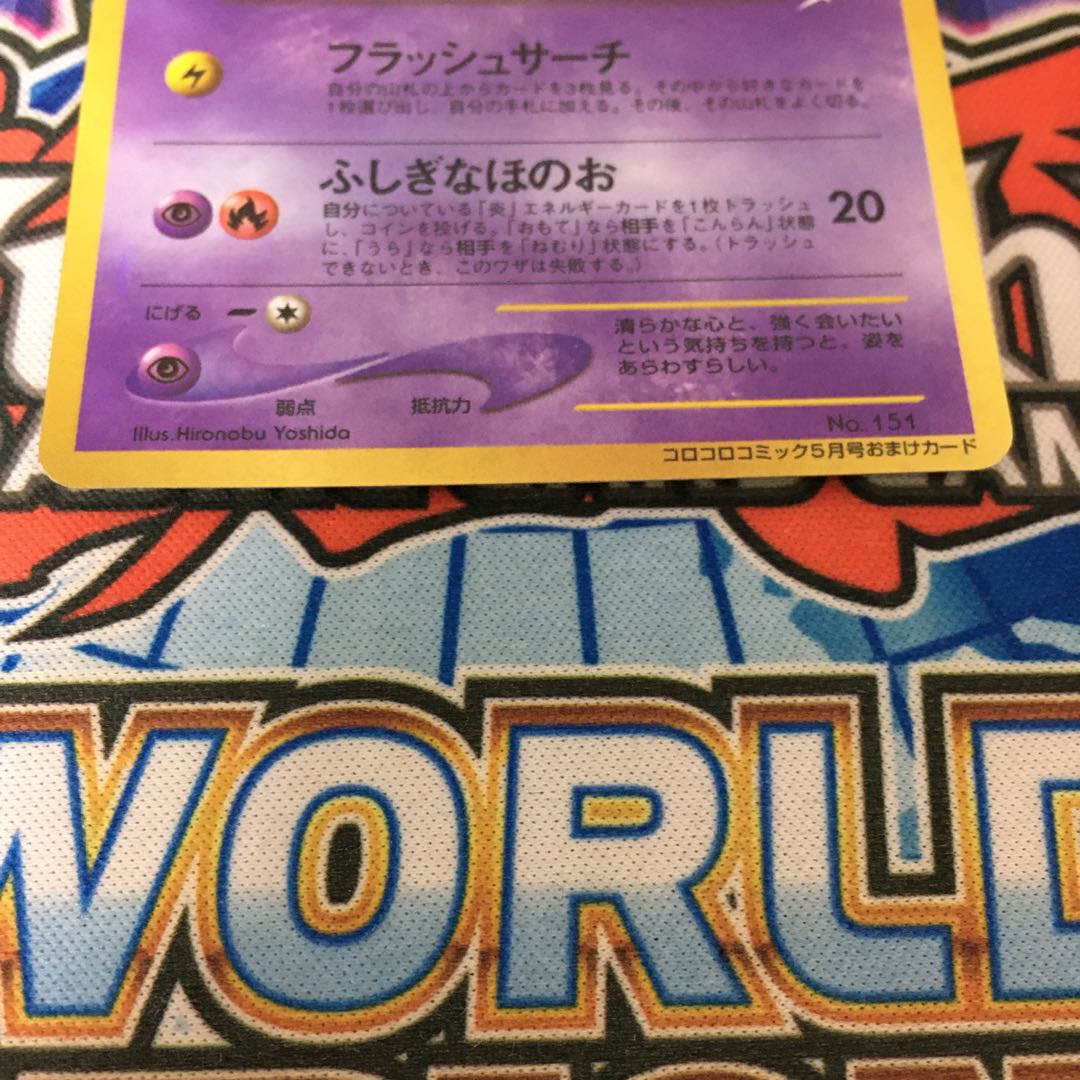 フラッシュサーチ
自分の山札の上からカードを3枚見る。その中から好きなカードを
1枚選び出し、自分の手札に加える。その後、その山札をよく切る。
ふしぎなほのお
自分についている「炎」エネルギーカードを1枚トラッシュ
し、コインを投げる。「おもて」なら相手を「こんらん」状態
に、「うら」なら相手を「ねむり」状態にする。(トラッシュ
できないとき、このワザは失敗する。)
20
にげる
清らかな心と、強く会いたい
という気持ちを持つと、姿を
あらわすらしい。
弱点
抵抗力
Illus.Hironobu Yoshida
No. 151
コロコロコミック5月号おまけカード
WORLD